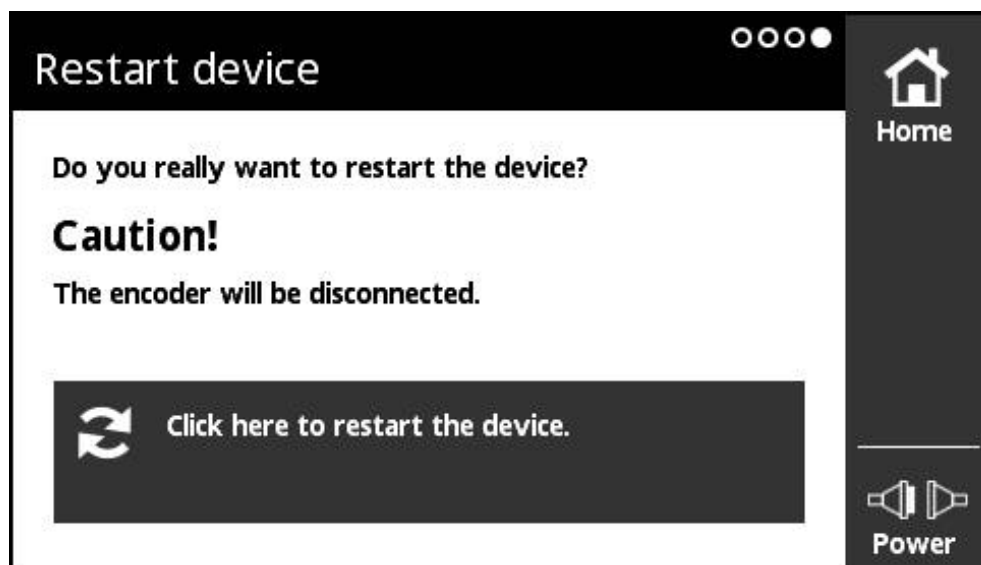 Restart device
Home
Do you really want to restart the device?
Caution!
The encoder will be disconnected.
Click here to restart the device.
Power